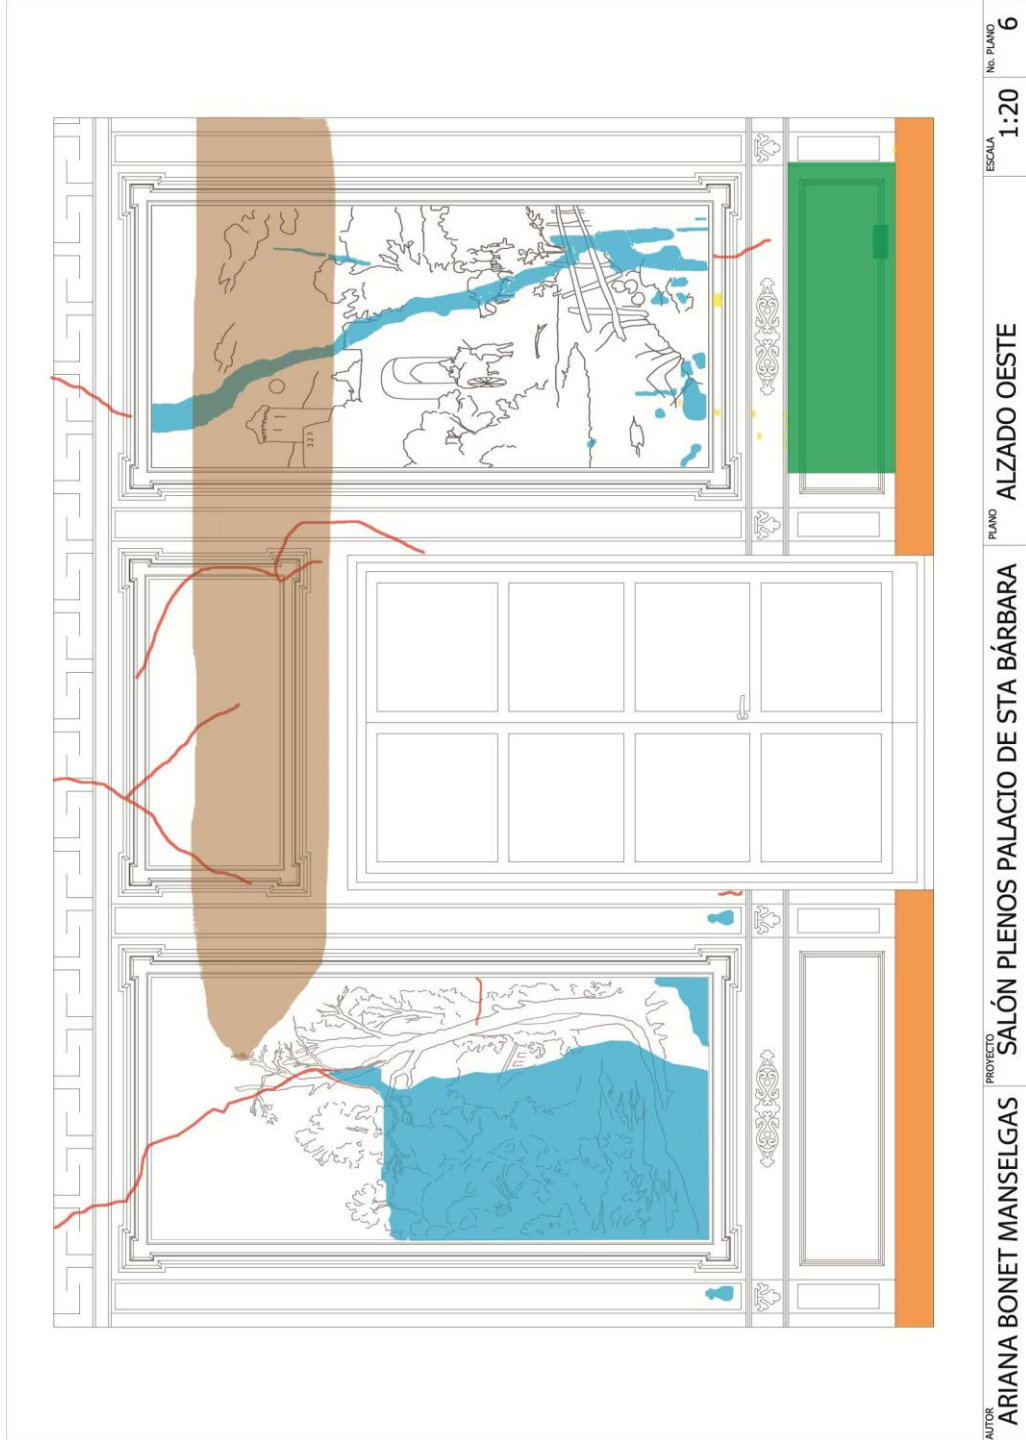 AUTOR
ARIANA BONET MANSELGAS
PROYECTO
SALÓN PLENOS PALACIO DE STA BÁRBARA
PLANO
ALZADO OESTE
ESCALA
1:20
No. PLANO
6